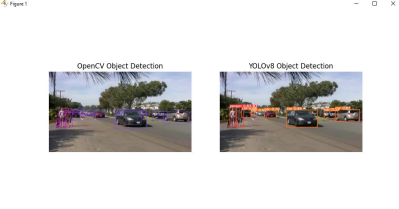 Figure 1
OpenCV Object Detection
YOLOv8 Object Detection